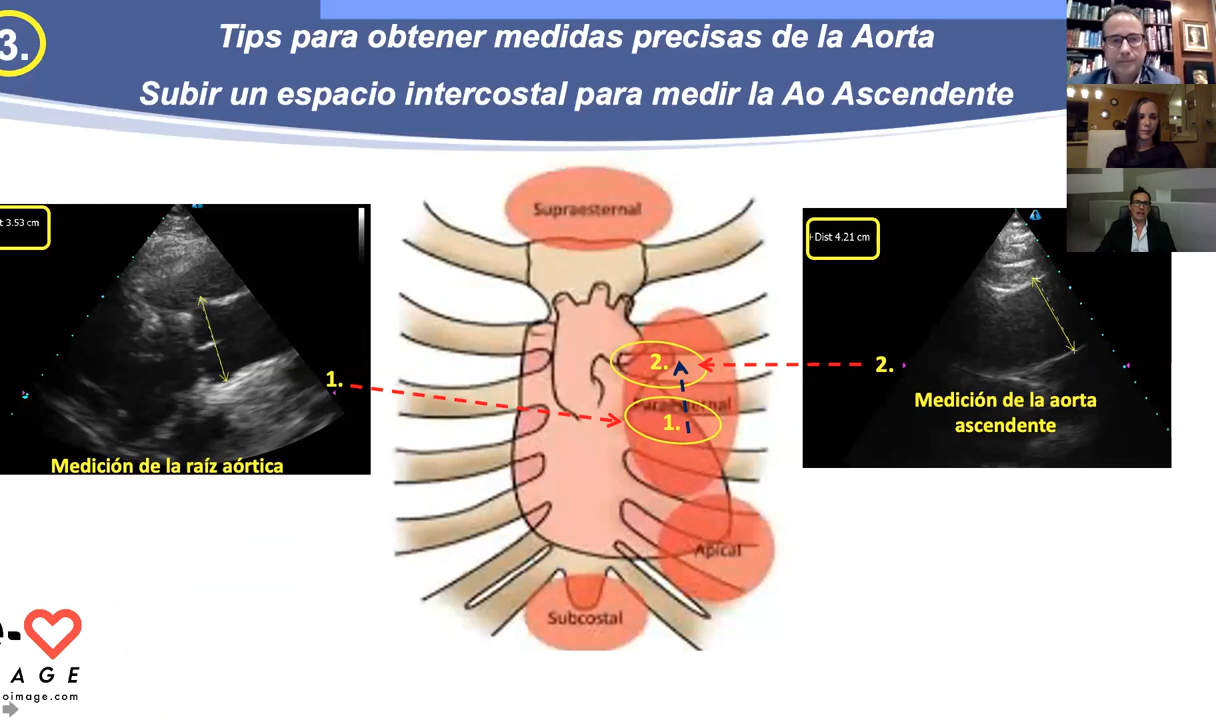 3.
Tips para obtener medidas precisas de la Aorta
Subir un espacio intercostal para medir la Ao Ascendente
t 3.53 cm
Medición de la raíz aórtica
1.
Supraesternal
2.
1.
Apical
Subcostal
+Dist 4.21 cm
2.
Medición de la aorta
ascendente
e-
AGE
oimage.com